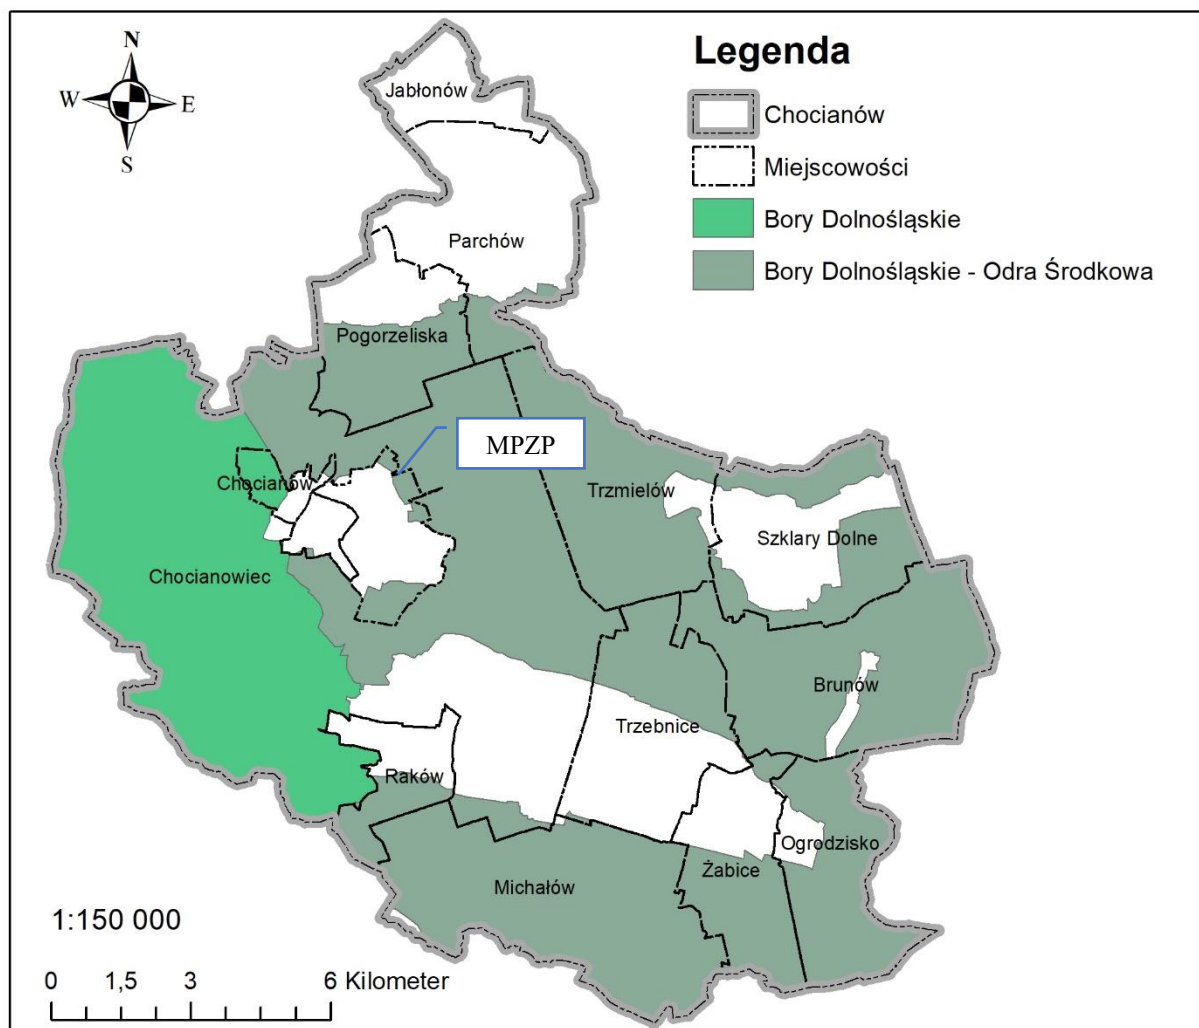 N
W E
S
Legenda
Chocianów
Miejscowości
Bory Dolnośląskie
Bory Dolnośląskie - Odra Środkowa
Jabłonów
Parchów
Pogorzeliska
MPZP
Chocianów
Trzmielów
Szklary Dolne
Chocianowiec
Brunów
Trzebnice
Raków
Ogrodzisko
Żabice
Michałów
1:150 000
0 1,5 3 6 Kilometer